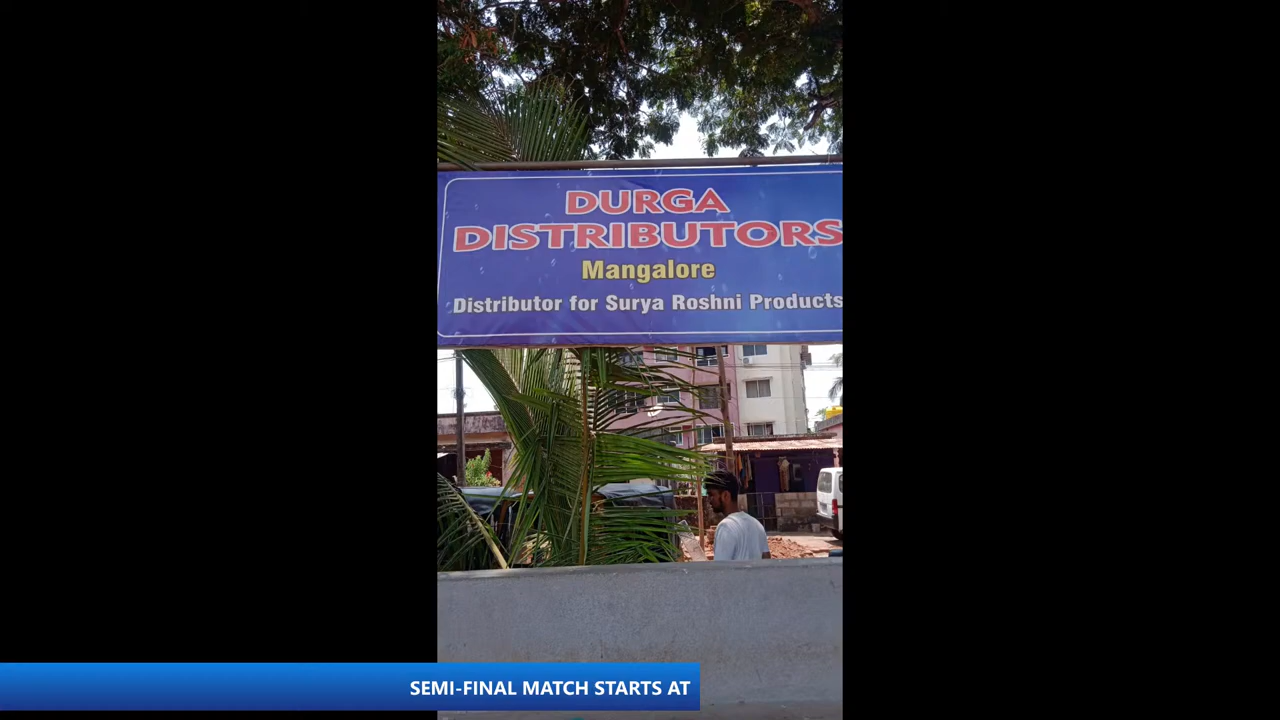 DURGA
DISTRIBUTORS
Mangalore
Distributor for Surya Roshni Products
SEMI-FINAL MATCH STARTS AT